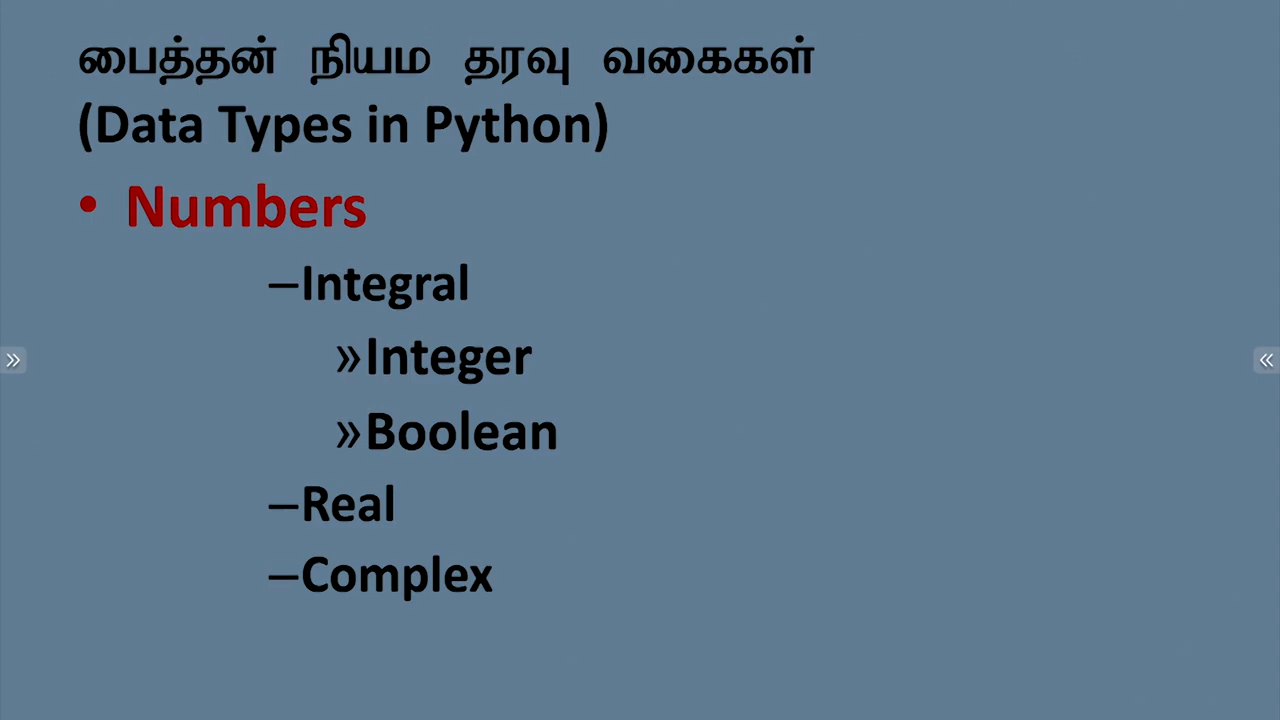 பைத்தன் நியம தரவு வகைகள்
(Data Types in Python)
• Numbers
–Integral
»Integer
»Boolean
–Real
–Complex